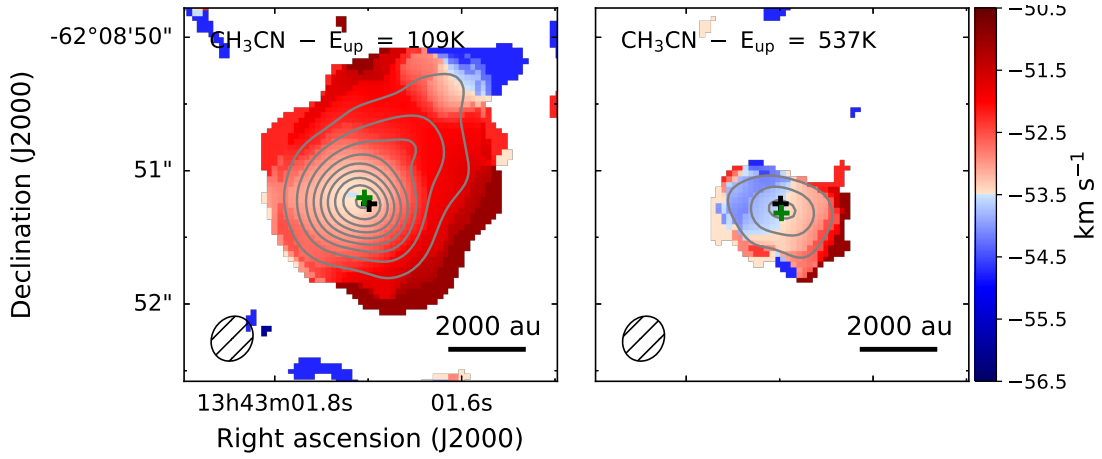 CH₃CN − E_up = 109K
CH₃CN − E_up = 537K
-62°08'50"
51"
52"
Declination (J2000)
2000 au
2000 au
13h43m01.8s
01.6s
Right ascension (J2000)
−50.5
−51.5
−52.5
−53.5
−54.5
−55.5
−56.5
km s⁻¹